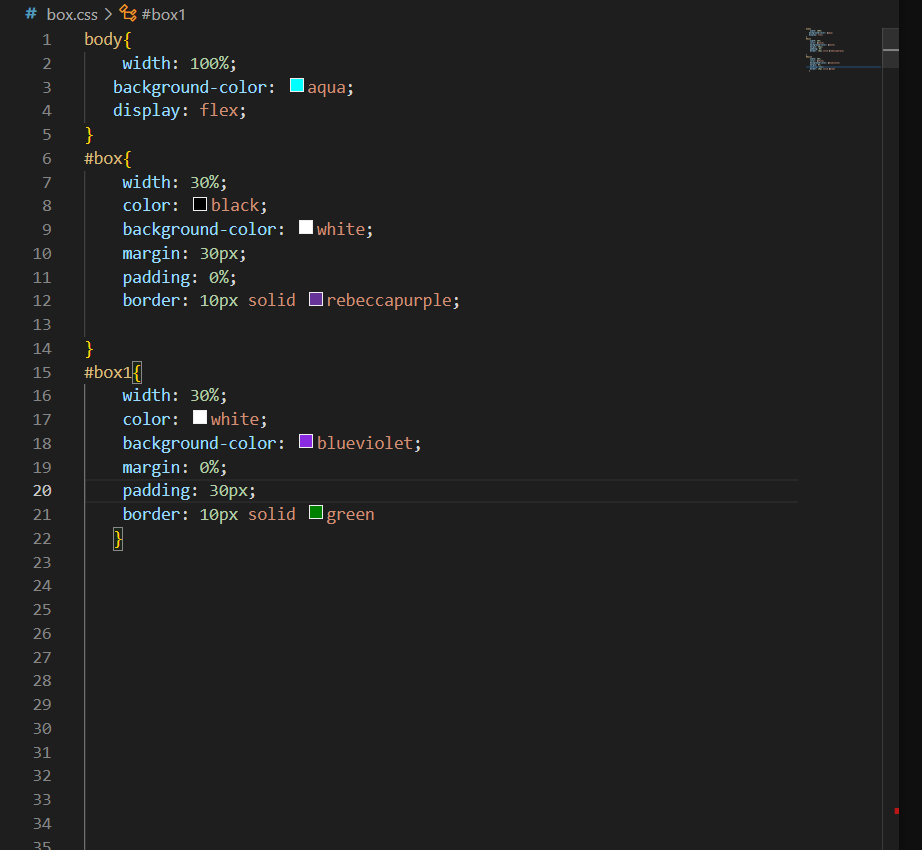 # box.css > #box1
1 body{
2 width: 100%;
3 background-color: aqua;
4 display: flex;
5 }
6 #box{
7 width: 30%;
8 color: black;
9 background-color: white;
10 margin: 30px;
11 padding: 0%;
12 border: 10px solid rebeccapurple;
13
14 }
15 #box1{
16 width: 30%;
17 color: white;
18 background-color: blueviolet;
19 margin: 0%;
20 padding: 30px;
21 border: 10px solid green
22 }
23
24
25
26
27
28
29
30
31
32
33
34
35